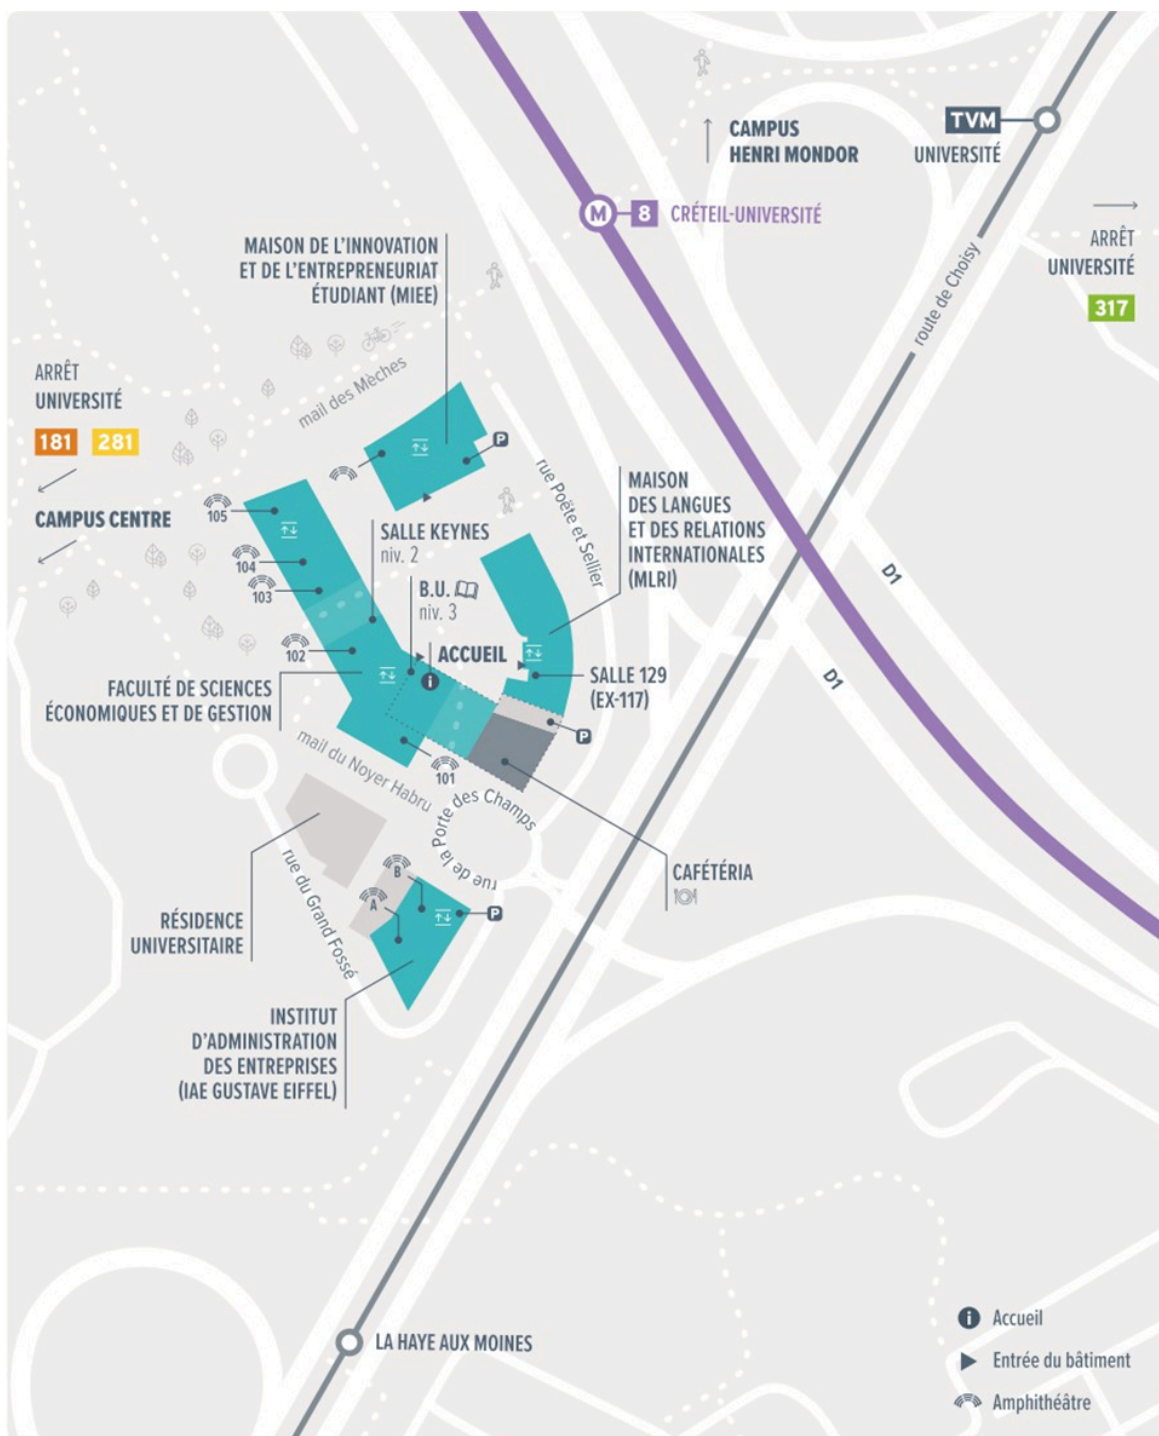 CAMPUS
HENRI MONDOR
TVM
UNIVERSITÉ
M
8
CRÉTEIL-UNIVERSITÉ
ARRÊT
UNIVERSITÉ
317
route de Choisy
MAISON DE L'INNOVATION
ET DE L'ENTREPRENEURIAT
ÉTUDIANT (MIEE)
mail des Mèches
ARRÊT
UNIVERSITÉ
181
281
CAMPUS CENTRE
P
rue Poëte et Sellier
MAISON
DES LANGUES
ET DES RELATIONS
INTERNATIONALES
(MLRI)
105
104
103
102
SALLE KEYNES
niv. 2
B.U.
niv. 3
i
ACCUEIL
SALLE 129
(EX-117)
P
D1
D1
FACULTÉ DE SCIENCES
ÉCONOMIQUES ET DE GESTION
101
mail du Noyer Habru
rue de la Porte des Champs
CAFÉTÉRIA
RÉSIDENCE
UNIVERSITAIRE
rue du Grand Fossé
B
A
P
INSTITUT
D'ADMINISTRATION
DES ENTREPRISES
(IAE GUSTAVE EIFFEL)
LA HAYE AUX MOINES
i
Accueil
Entrée du bâtiment
Amphithéâtre